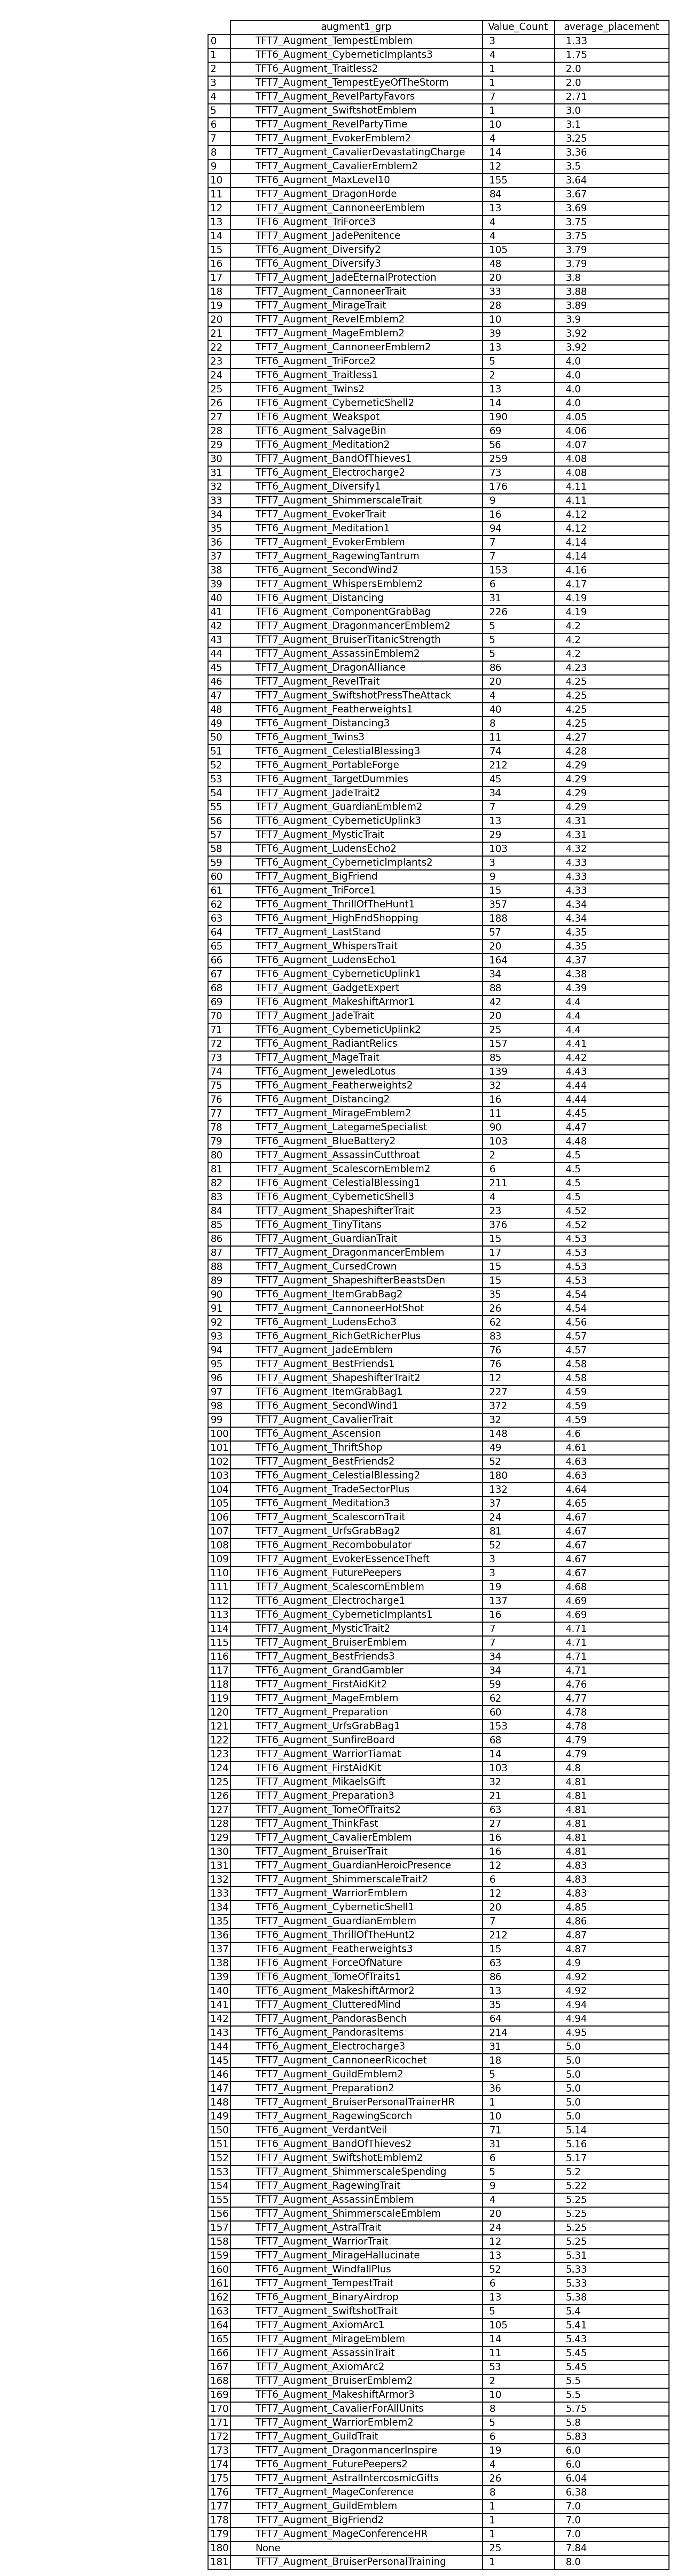 augment1_grp Value_Count average_placement
0 TFT7_Augment_TempestEmblem 3 1.33
1 TFT6_Augment_CyberneticImplants3 4 1.75
2 TFT6_Augment_Traitless2 1 2.0
3 TFT7_Augment_TempestEyeOfTheStorm 1 2.0
4 TFT7_Augment_RevelPartyFavors 7 2.71
5 TFT7_Augment_SwiftshotEmblem 1 3.0
6 TFT7_Augment_RevelPartyTime 10 3.1
7 TFT7_Augment_EvokerEmblem2 4 3.25
8 TFT7_Augment_CavalierDevastatingCharge 14 3.36
9 TFT7_Augment_CavalierEmblem2 12 3.5
10 TFT6_Augment_MaxLevel10 155 3.64
11 TFT7_Augment_DragonHorde 84 3.67
12 TFT7_Augment_CannoneerEmblem 13 3.69
13 TFT6_Augment_TriForce3 4 3.75
14 TFT7_Augment_JadePenitence 4 3.75
15 TFT6_Augment_Diversify2 105 3.79
16 TFT6_Augment_Diversify3 48 3.79
17 TFT7_Augment_JadeEternalProtection 20 3.8
18 TFT7_Augment_CannoneerTrait 33 3.88
19 TFT7_Augment_MirageTrait 28 3.89
20 TFT7_Augment_RevelEmblem2 10 3.9
21 TFT7_Augment_MageEmblem2 39 3.92
22 TFT7_Augment_CannoneerEmblem2 13 3.92
23 TFT6_Augment_TriForce2 5 4.0
24 TFT6_Augment_Traitless1 2 4.0
25 TFT6_Augment_Twins2 13 4.0
26 TFT6_Augment_CyberneticShell2 14 4.0
27 TFT6_Augment_Weakspot 190 4.05
28 TFT6_Augment_SalvageBin 69 4.06
29 TFT6_Augment_Meditation2 56 4.07
30 TFT7_Augment_BandOfThieves1 259 4.08
31 TFT6_Augment_Electrocharge2 73 4.08
32 TFT6_Augment_Diversify1 176 4.11
33 TFT7_Augment_ShimmerscaleTrait 9 4.11
34 TFT7_Augment_EvokerTrait 16 4.12
35 TFT6_Augment_Meditation1 94 4.12
36 TFT7_Augment_EvokerEmblem 7 4.14
37 TFT7_Augment_RagewingTantrum 7 4.14
38 TFT6_Augment_SecondWind2 153 4.16
39 TFT7_Augment_WhispersEmblem2 6 4.17
40 TFT6_Augment_Distancing 31 4.19
41 TFT6_Augment_ComponentGrabBag 226 4.19
42 TFT7_Augment_DragonmancerEmblem2 5 4.2
43 TFT7_Augment_BruiserTitanicStrength 5 4.2
44 TFT7_Augment_AssassinEmblem2 5 4.2
45 TFT7_Augment_DragonAlliance 86 4.23
46 TFT7_Augment_RevelTrait 20 4.25
47 TFT7_Augment_SwiftshotPressTheAttack 4 4.25
48 TFT6_Augment_Featherweights1 40 4.25
49 TFT6_Augment_Distancing3 8 4.25
50 TFT6_Augment_Twins3 11 4.27
51 TFT6_Augment_CelestialBlessing3 74 4.28
52 TFT6_Augment_PortableForge 212 4.29
53 TFT6_Augment_TargetDummies 45 4.29
54 TFT7_Augment_JadeTrait2 34 4.29
55 TFT7_Augment_GuardianEmblem2 7 4.29
56 TFT6_Augment_CyberneticUplink3 13 4.31
57 TFT7_Augment_MysticTrait 29 4.31
58 TFT6_Augment_LudensEcho2 103 4.32
59 TFT6_Augment_CyberneticImplants2 3 4.33
60 TFT7_Augment_BigFriend 9 4.33
61 TFT6_Augment_TriForce1 15 4.33
62 TFT6_Augment_ThrillOfTheHunt1 357 4.34
63 TFT6_Augment_HighEndShopping 188 4.34
64 TFT7_Augment_LastStand 57 4.35
65 TFT7_Augment_WhispersTrait 20 4.35
66 TFT6_Augment_LudensEcho1 164 4.37
67 TFT6_Augment_CyberneticUplink1 34 4.38
68 TFT7_Augment_GadgetExpert 88 4.39
69 TFT6_Augment_MakeshiftArmor1 42 4.4
70 TFT7_Augment_JadeTrait 20 4.4
71 TFT6_Augment_CyberneticUplink2 25 4.4
72 TFT6_Augment_RadiantRelics 157 4.41
73 TFT7_Augment_MageTrait 85 4.42
74 TFT6_Augment_JeweledLotus 139 4.43
75 TFT6_Augment_Featherweights2 32 4.44
76 TFT6_Augment_Distancing2 16 4.44
77 TFT7_Augment_MirageEmblem2 11 4.45
78 TFT7_Augment_LategameSpecialist 90 4.47
79 TFT6_Augment_BlueBattery2 103 4.48
80 TFT7_Augment_AssassinCutthroat 2 4.5
81 TFT7_Augment_ScalescornEmblem2 6 4.5
82 TFT6_Augment_CelestialBlessing1 211 4.5
83 TFT6_Augment_CyberneticShell3 4 4.5
84 TFT7_Augment_ShapeshifterTrait 23 4.52
85 TFT6_Augment_TinyTitans 376 4.52
86 TFT7_Augment_GuardianTrait 15 4.53
87 TFT7_Augment_DragonmancerEmblem 17 4.53
88 TFT7_Augment_CursedCrown 15 4.53
89 TFT7_Augment_ShapeshifterBeastsDen 15 4.53
90 TFT6_Augment_ItemGrabBag2 35 4.54
91 TFT7_Augment_CannoneerHotShot 26 4.54
92 TFT6_Augment_LudensEcho3 62 4.56
93 TFT6_Augment_RichGetRicherPlus 83 4.57
94 TFT7_Augment_JadeEmblem 76 4.57
95 TFT7_Augment_BestFriends1 76 4.58
96 TFT7_Augment_ShapeshifterTrait2 12 4.58
97 TFT6_Augment_ItemGrabBag1 227 4.59
98 TFT6_Augment_SecondWind1 372 4.59
99 TFT7_Augment_CavalierTrait 32 4.59
100 TFT6_Augment_Ascension 148 4.6
101 TFT6_Augment_ThriftShop 49 4.61
102 TFT7_Augment_BestFriends2 52 4.63
103 TFT6_Augment_CelestialBlessing2 180 4.63
104 TFT6_Augment_TradeSectorPlus 132 4.64
105 TFT6_Augment_Meditation3 37 4.65
106 TFT7_Augment_ScalescornTrait 24 4.67
107 TFT7_Augment_UrfsGrabBag2 81 4.67
108 TFT6_Augment_Recombobulator 52 4.67
109 TFT7_Augment_EvokerEssenceTheft 3 4.67
110 TFT6_Augment_FuturePeepers 3 4.67
111 TFT7_Augment_ScalescornEmblem 19 4.68
112 TFT6_Augment_Electrocharge1 137 4.69
113 TFT6_Augment_CyberneticImplants1 16 4.69
114 TFT7_Augment_MysticTrait2 7 4.71
115 TFT7_Augment_BruiserEmblem 7 4.71
116 TFT7_Augment_BestFriends3 34 4.71
117 TFT6_Augment_GrandGambler 34 4.71
118 TFT7_Augment_FirstAidKit2 59 4.76
119 TFT7_Augment_MageEmblem 62 4.77
120 TFT7_Augment_Preparation 60 4.78
121 TFT7_Augment_UrfsGrabBag1 153 4.78
122 TFT6_Augment_SunfireBoard 68 4.79
123 TFT7_Augment_WarriorTiamat 14 4.79
124 TFT6_Augment_FirstAidKit 103 4.8
125 TFT7_Augment_MikaelsGift 32 4.81
126 TFT7_Augment_Preparation3 21 4.81
127 TFT7_Augment_TomeOfTraits2 63 4.81
128 TFT7_Augment_ThinkFast 27 4.81
129 TFT7_Augment_CavalierEmblem 16 4.81
130 TFT7_Augment_BruiserTrait 16 4.81
131 TFT7_Augment_GuardianHeroicPresence 12 4.83
132 TFT7_Augment_ShimmerscaleTrait2 6 4.83
133 TFT7_Augment_WarriorEmblem 12 4.83
134 TFT6_Augment_CyberneticShell1 20 4.85
135 TFT7_Augment_GuardianEmblem 7 4.86
136 TFT6_Augment_ThrillOfTheHunt2 212 4.87
137 TFT6_Augment_Featherweights3 15 4.87
138 TFT6_Augment_ForceOfNature 63 4.9
139 TFT6_Augment_TomeOfTraits1 86 4.92
140 TFT6_Augment_MakeshiftArmor2 13 4.92
141 TFT7_Augment_ClutteredMind 35 4.94
142 TFT7_Augment_PandorasBench 64 4.94
143 TFT6_Augment_PandorasItems 214 4.95
144 TFT6_Augment_Electrocharge3 31 5.0
145 TFT7_Augment_CannoneerRicochet 18 5.0
146 TFT7_Augment_GuildEmblem2 5 5.0
147 TFT7_Augment_Preparation2 36 5.0
148 TFT7_Augment_BruiserPersonalTrainerHR 1 5.0
149 TFT7_Augment_RagewingScorch 10 5.0
150 TFT6_Augment_VerdantVeil 71 5.14
151 TFT6_Augment_BandOfThieves2 31 5.16
152 TFT7_Augment_SwiftshotEmblem2 6 5.17
153 TFT7_Augment_ShimmerscaleSpending 5 5.2
154 TFT7_Augment_RagewingTrait 9 5.22
155 TFT7_Augment_AssassinEmblem 4 5.25
156 TFT7_Augment_ShimmerscaleEmblem 20 5.25
157 TFT7_Augment_AstralTrait 24 5.25
158 TFT7_Augment_WarriorTrait 12 5.25
159 TFT7_Augment_MirageHallucinate 13 5.31
160 TFT6_Augment_WindfallPlus 52 5.33
161 TFT7_Augment_TempestTrait 6 5.33
162 TFT6_Augment_BinaryAirdrop 13 5.38
163 TFT7_Augment_SwiftshotTrait 5 5.4
164 TFT7_Augment_AxiomArc1 105 5.41
165 TFT7_Augment_MirageEmblem 14 5.43
166 TFT7_Augment_AssassinTrait 11 5.45
167 TFT7_Augment_AxiomArc2 53 5.45
168 TFT7_Augment_BruiserEmblem2 2 5.5
169 TFT6_Augment_MakeshiftArmor3 10 5.5
170 TFT7_Augment_CavalierForAllUnits 8 5.75
171 TFT7_Augment_WarriorEmblem2 5 5.8
172 TFT7_Augment_GuildTrait 6 5.83
173 TFT7_Augment_DragonmancerInspire 19 6.0
174 TFT6_Augment_FuturePeepers2 4 6.0
175 TFT7_Augment_AstralIntercosmicGifts 26 6.04
176 TFT7_Augment_MageConference 8 6.38
177 TFT7_Augment_GuildEmblem 1 7.0
178 TFT7_Augment_BigFriend2 1 7.0
179 TFT7_Augment_MageConferenceHR 1 7.0
180 None 25 7.84
181 TFT7_Augment_BruiserPersonalTraining 1 8.0